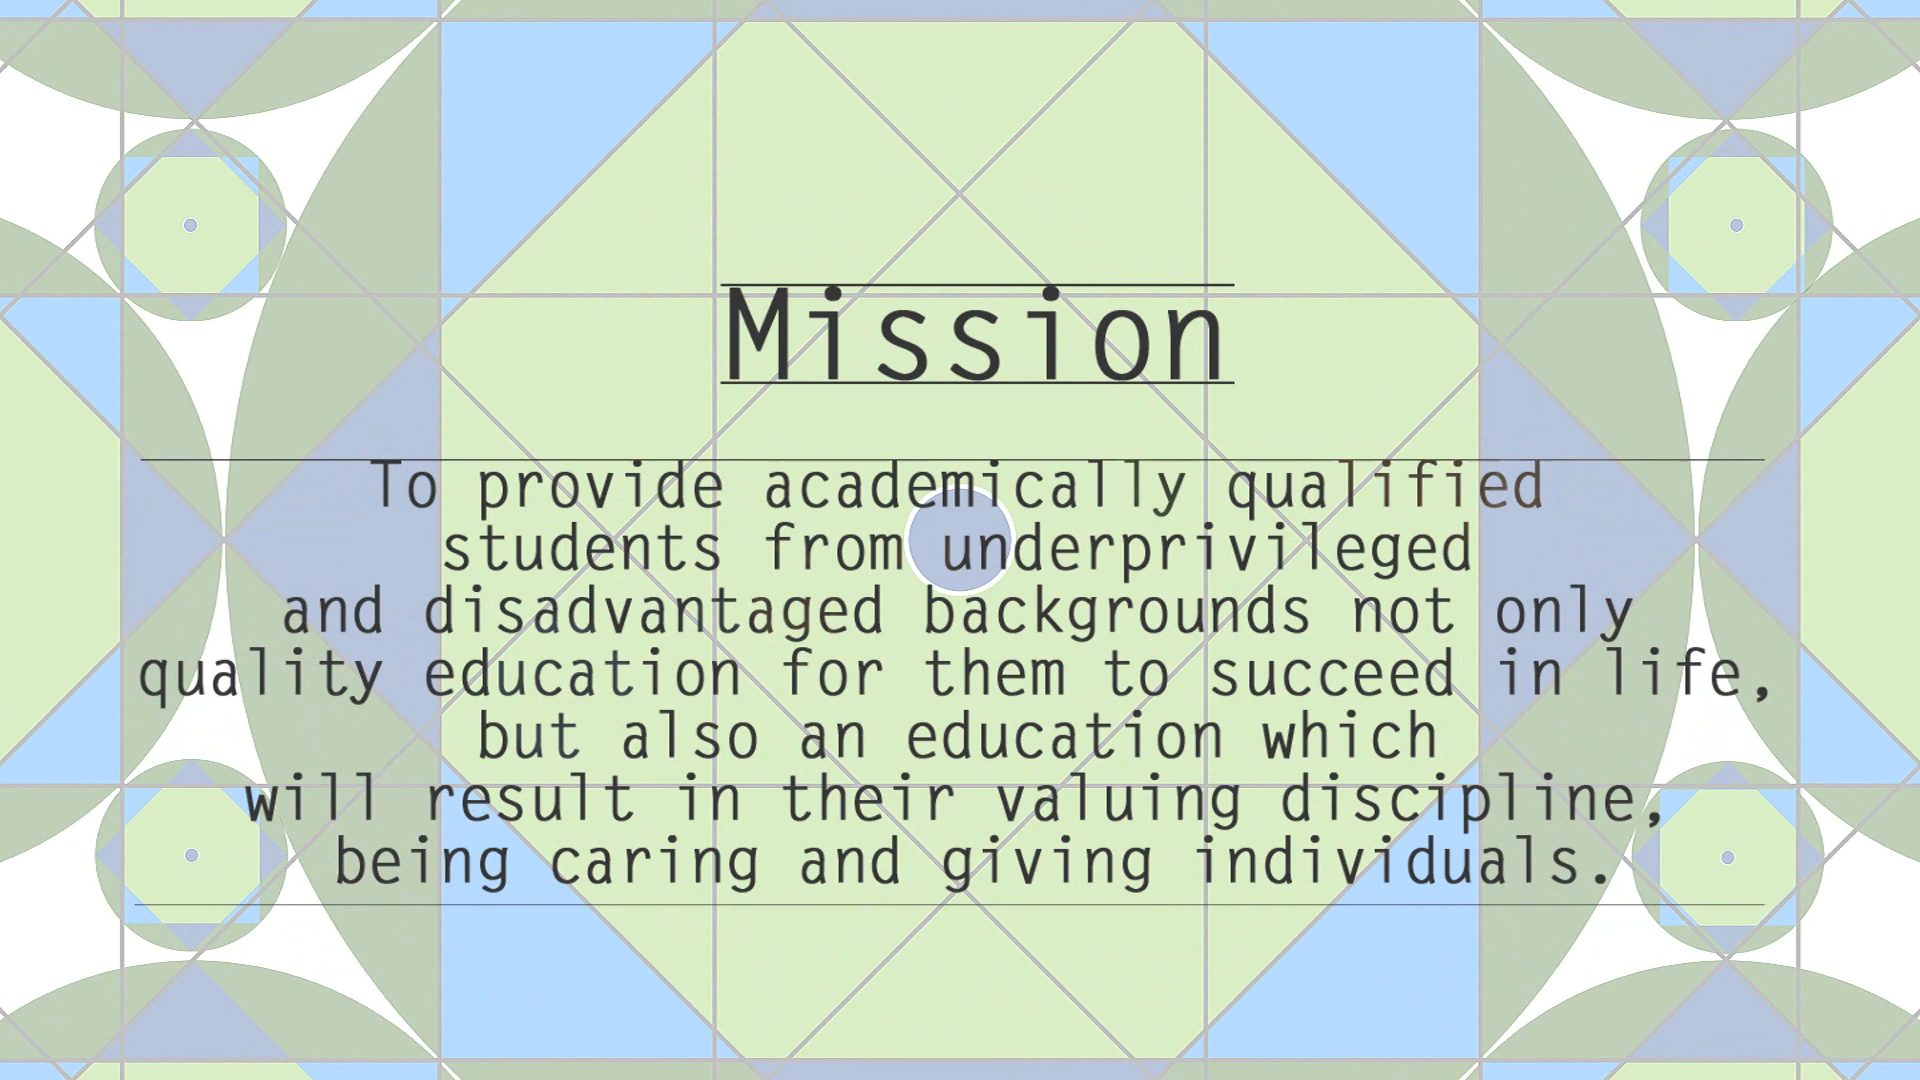 Mission
To provide academically qualified
students from underprivileged
and disadvantaged backgrounds not only
quality education for them to succeed in life,
but also an education which
will result in their valuing discipline,
being caring and giving individuals.